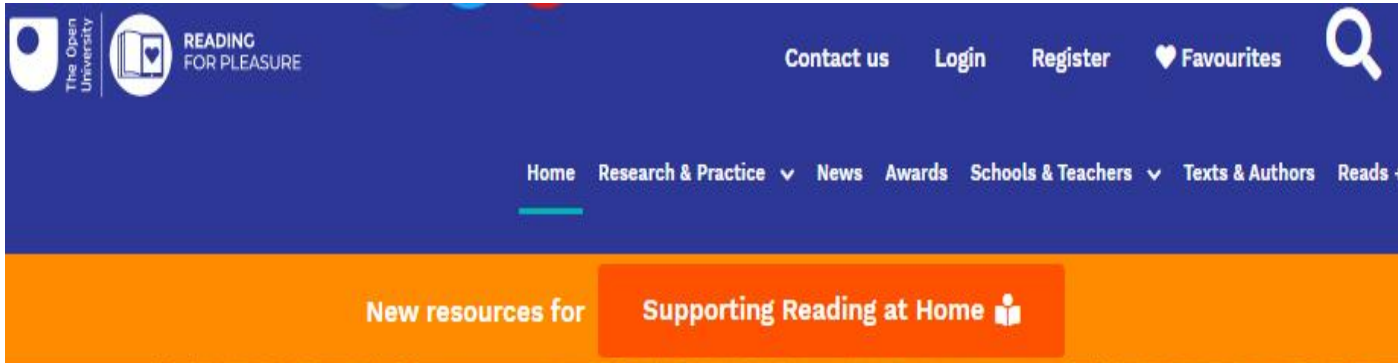 The Open
University
READING
FOR PLEASURE
Contact us Login Register Favourites
Home Research & Practice News Awards Schools & Teachers Texts & Authors Reads
New resources for Supporting Reading at Home